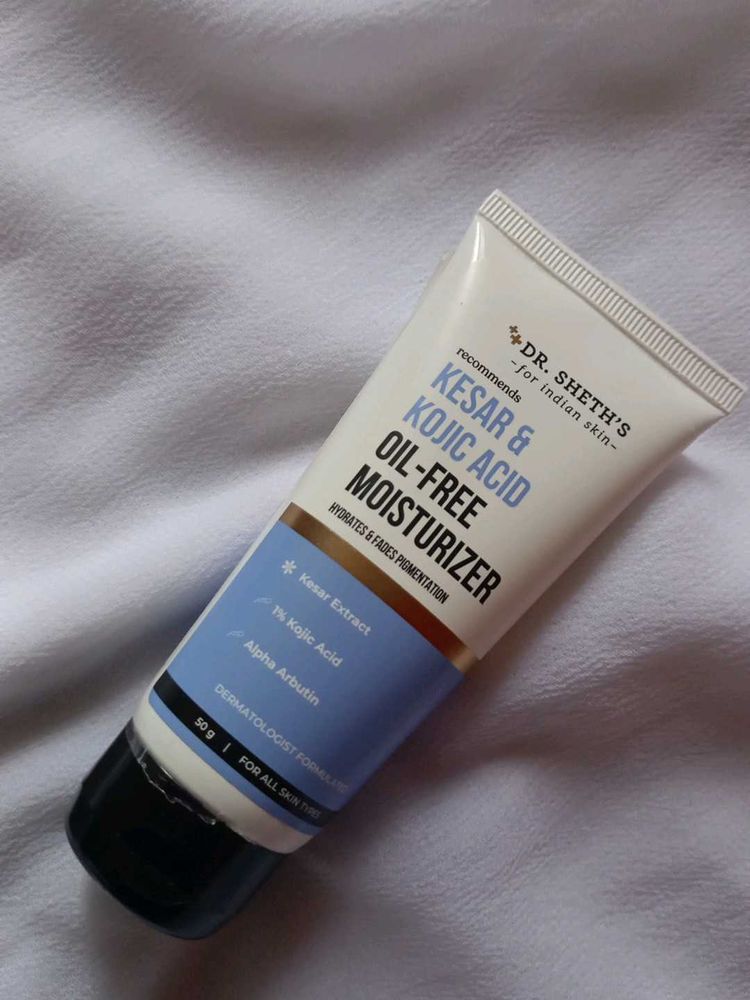 DR. SHETH'S
-for indian skin-
recommends
KESAR &
KOJIC ACID
OIL-FREE
MOISTURIZER
HYDRATES & FADES PIGMENTATION
Kesar Extract
1% Kojic Acid
Alpha Arbutin
DERMATOLOGIST FORMULATED
50 g | FOR ALL SKIN TYPES